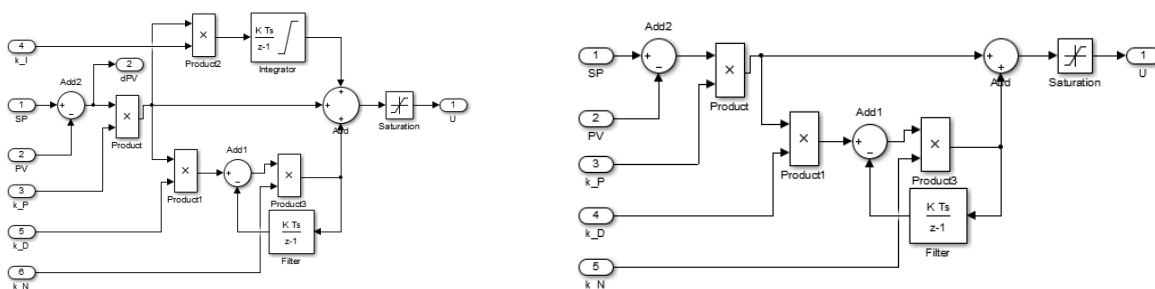 4
k_I
×
Product2
K Ts
z-1
Integrator
2
dPV
Add2
+
−
1
SP
×
Product
+
+
+
Add
Saturation
1
U
2
PV
3
k_P
×
Product1
Add1
+
−
×
Product3
5
k_D
K Ts
z-1
Filter
6
k_N
Add2
1
SP
+
−
×
Product
+
+
Add
Saturation
1
U
2
PV
3
k_P
×
Product1
Add1
+
−
×
Product3
4
k_D
K Ts
z-1
Filter
5
k_N